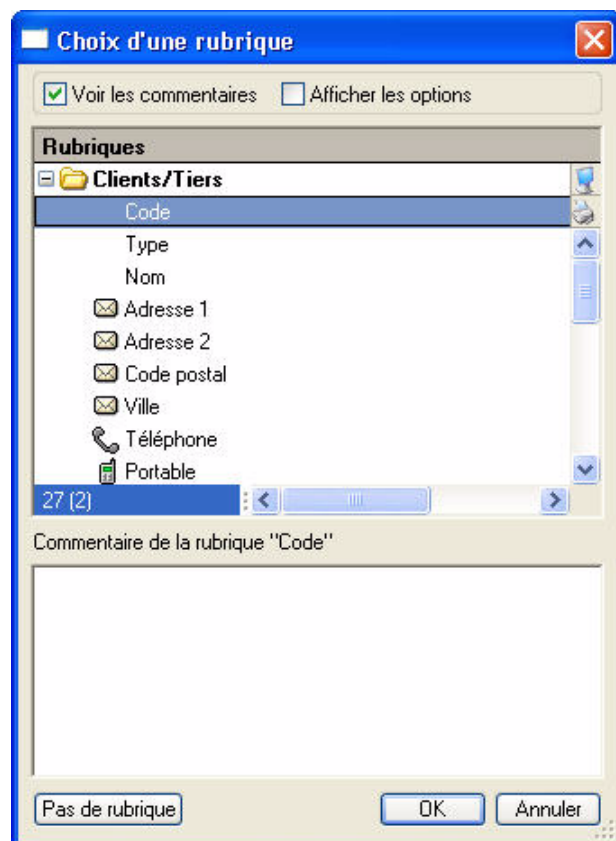 Choix d'une rubrique
Voir les commentaires Afficher les options
Rubriques
Clients/Tiers
Code
Type
Nom
Adresse 1
Adresse 2
Code postal
Ville
Téléphone
Portable
27 (2)
Commentaire de la rubrique "Code"
Pas de rubrique OK Annuler